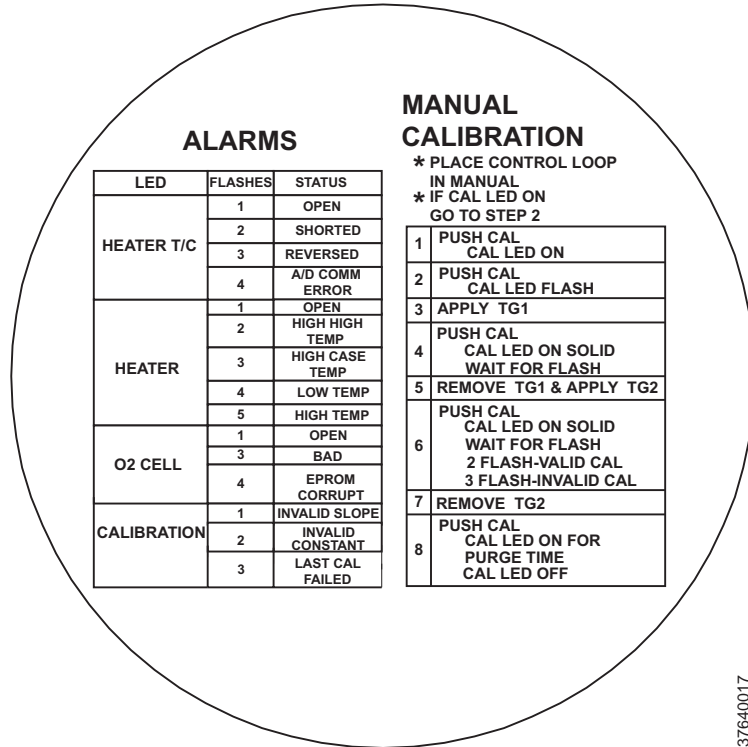 ALARMS
LED FLASHES STATUS
HEATER T/C
1 OPEN
2 SHORTED
3 REVERSED
4 A/D COMM
ERROR
HEATER
1 OPEN
2 HIGH HIGH
TEMP
3 HIGH CASE
TEMP
4 LOW TEMP
5 HIGH TEMP
O2 CELL
1 OPEN
3 BAD
4 EPROM
CORRUPT
CALIBRATION
1 INVALID SLOPE
2 INVALID
CONSTANT
3 LAST CAL
FAILED
MANUAL
CALIBRATION
* PLACE CONTROL LOOP
IN MANUAL
* IF CAL LED ON
GO TO STEP 2
1 PUSH CAL
CAL LED ON
2 PUSH CAL
CAL LED FLASH
3 APPLY TG1
4 PUSH CAL
CAL LED ON SOLID
WAIT FOR FLASH
5 REMOVE TG1 & APPLY TG2
6 PUSH CAL
CAL LED ON SOLID
WAIT FOR FLASH
2 FLASH-VALID CAL
3 FLASH-INVALID CAL
7 REMOVE TG2
8 PUSH CAL
CAL LED ON FOR
PURGE TIME
CAL LED OFF
37640017